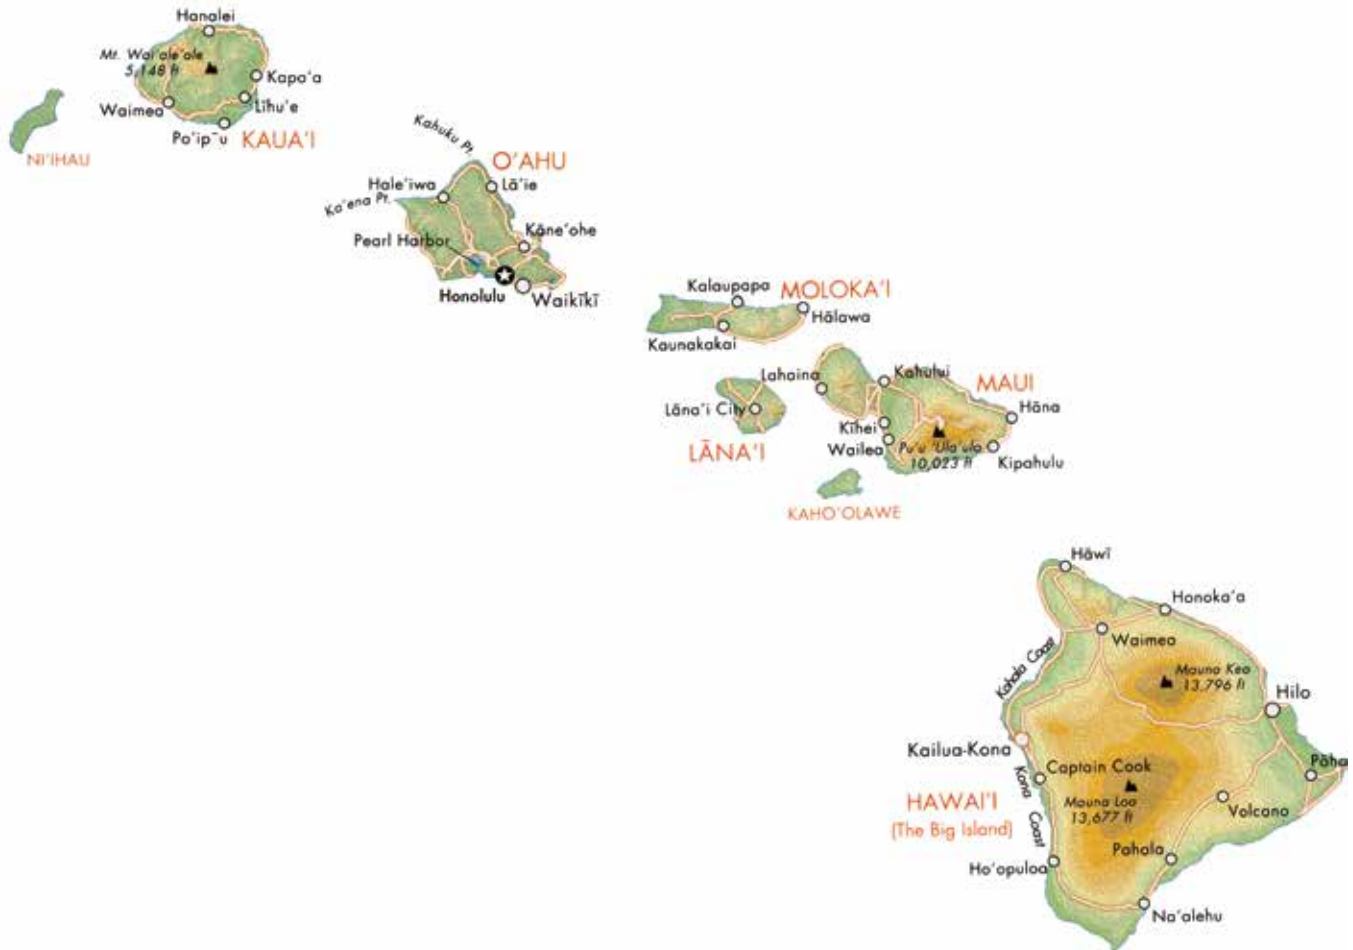 Hanalei
Mt. Wai'ale'ale
5,148 ft
Kapa'a
Waimea
Līhu'e
Po'ip¯u
KAUA'I
NI'IHAU
Kahuku Pt.
O'AHU
Hale'iwa
Lā'ie
Ka'ena Pt.
Kāne'ohe
Pearl Harbor
Honolulu
Waikīkī
Kalaupapa
MOLOKA'I
Hālawa
Kaunakakai
Lahaina
Kahului
MAUI
Lāna'i City
Hāna
Kīhei
LĀNA'I
Wailea
Pu'u 'Ula'ula
10,023 ft
Kipahulu
KAHO'OLAWE
Hāwī
Honoka'a
Waimea
Kohala Coast
Mauna Kea
13,796 ft
Hilo
Kailua-Kona
Captain Cook
Pāhoa
Kona Coast
HAWAI'I
(The Big Island)
Mauna Loa
13,677 ft
Volcano
Pahala
Ho'opuloa
Na'alehu